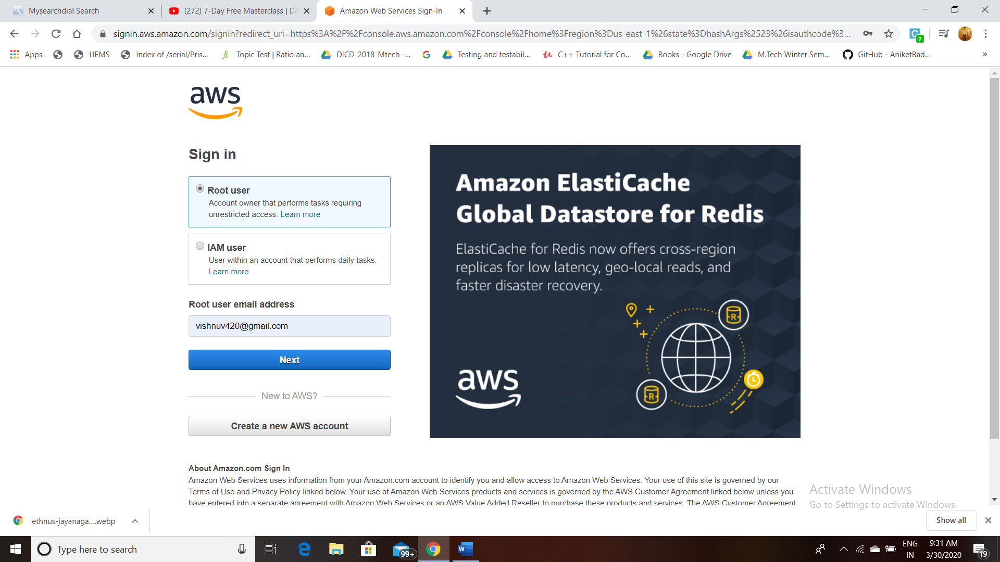 Mysearchdial Search
(272) 7-Day Free Masterclass | Da
Amazon Web Services Sign-In
signin.aws.amazon.com/signin?redirect_uri=https%3A%2F%2Fconsole.aws.amazon.com%2Fconsole%2Fhome%3Fregion%3Dus-east-1%26state%3DhashArgs%2523%26isauthcode%3...
7
Apps
UEMS
Index of /serial/Pris...
Topic Test | Ratio an...
DICD_2018_Mtech -...
Testing and testabil...
C++ Tutorial for Co...
Books - Google Drive
M.Tech Winter Sem...
GitHub - AniketBad...
»
aws
Sign in
Root user
Account owner that performs tasks requiring
unrestricted access. Learn more
IAM user
User within an account that performs daily tasks.
Learn more
Root user email address
vishnuv420@gmail.com
Next
New to AWS?
Create a new AWS account
Amazon ElastiCache
Global Datastore for Redis
ElastiCache for Redis now offers cross-region
replicas for low latency, geo-local reads, and
faster disaster recovery.
R
R
aws
About Amazon.com Sign In
Amazon Web Services uses information from your Amazon.com account to identify you and allow access to Amazon Web Services. Your use of this site is governed by our
Terms of Use and Privacy Policy linked below. Your use of Amazon Web Services products and services is governed by the AWS Customer Agreement linked below unless you
have entered into a separate agreement with Amazon Web Services or an AWS Value Added Reseller to purchase these products and services. The AWS Customer Agreement
Activate Windows
Go to Settings to activate Windows.
ethnus-jayanaga....webp
Show all
Type here to search
99+
ENG
IN
9:31 AM
3/30/2020
19